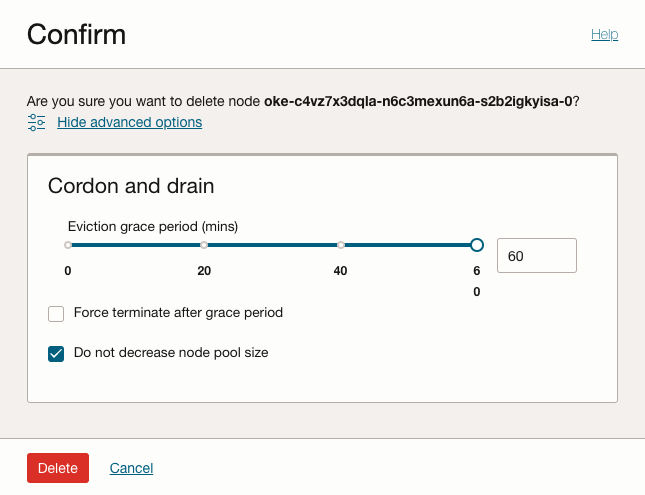 Confirm
Help
Are you sure you want to delete node oke-c4vz7x3dqla-n6c3mexun6a-s2b2igkyisa-0?
Hide advanced options
Cordon and drain
Eviction grace period (mins)
0 20 40 6
0
60
Force terminate after grace period
Do not decrease node pool size
Delete Cancel